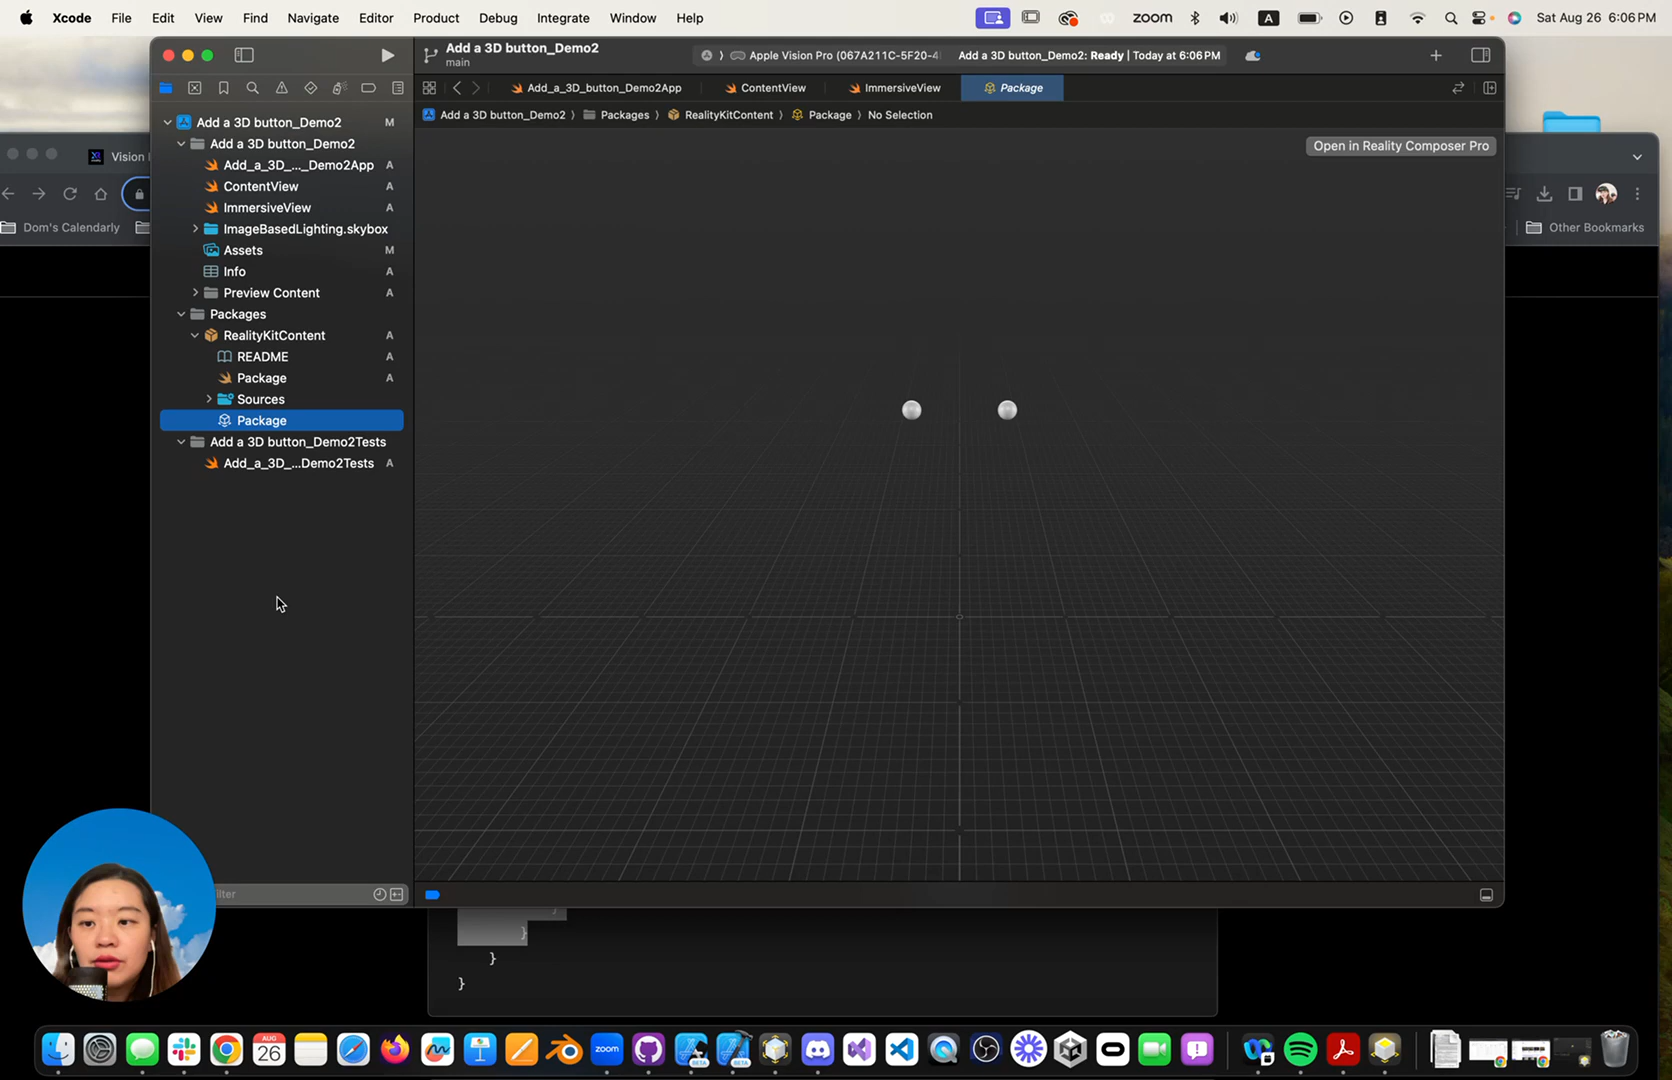 Xcode File Edit View Find Navigate Editor Product Debug Integrate Window Help
zoom A Sat Aug 26 6:06 PM
Add a 3D button_Demo2
main
Apple Vision Pro (067A211C-5F20-4
Add a 3D button_Demo2: Ready | Today at 6:06 PM
Add_a_3D_button_Demo2App ContentView ImmersiveView Package
Add a 3D button_Demo2 Packages RealityKitContent Package No Selection
Open in Reality Composer Pro
Add a 3D button_Demo2 M
Add a 3D button_Demo2
Add_a_3D_..._Demo2App A
ContentView A
ImmersiveView A
ImageBasedLighting.skybox
Assets M
Info A
Preview Content A
Packages
RealityKitContent A
README A
Package A
Sources
Package
Add a 3D button_Demo2Tests
Add_a_3D_...Demo2Tests A
Vision
Dom's Calendarly
Other Bookmarks
ilter
}
}
}
}
AUG
26
BETA
BETA
zoom